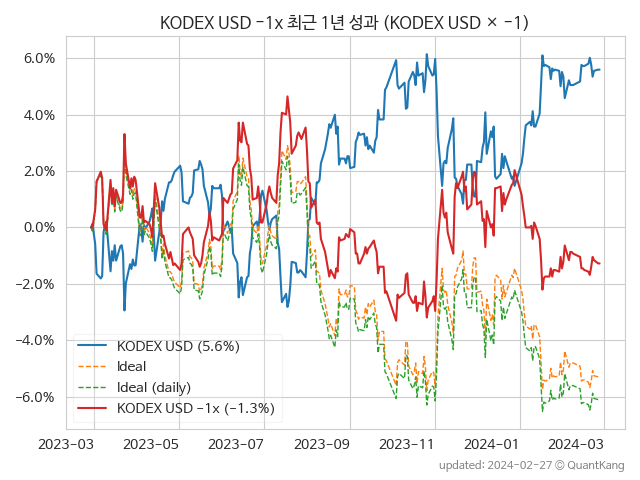 KODEX USD −1x 최근 1년 성과 (KODEX USD × −1)
6.0%
4.0%
2.0%
0.0%
−2.0%
−4.0%
−6.0%
KODEX USD (5.6%)
Ideal
Ideal (daily)
KODEX USD −1x (−1.3%)
2023−03 2023−05 2023−07 2023−09 2023−11 2024−01 2024−03
updated: 2024−02−27 © QuantKang